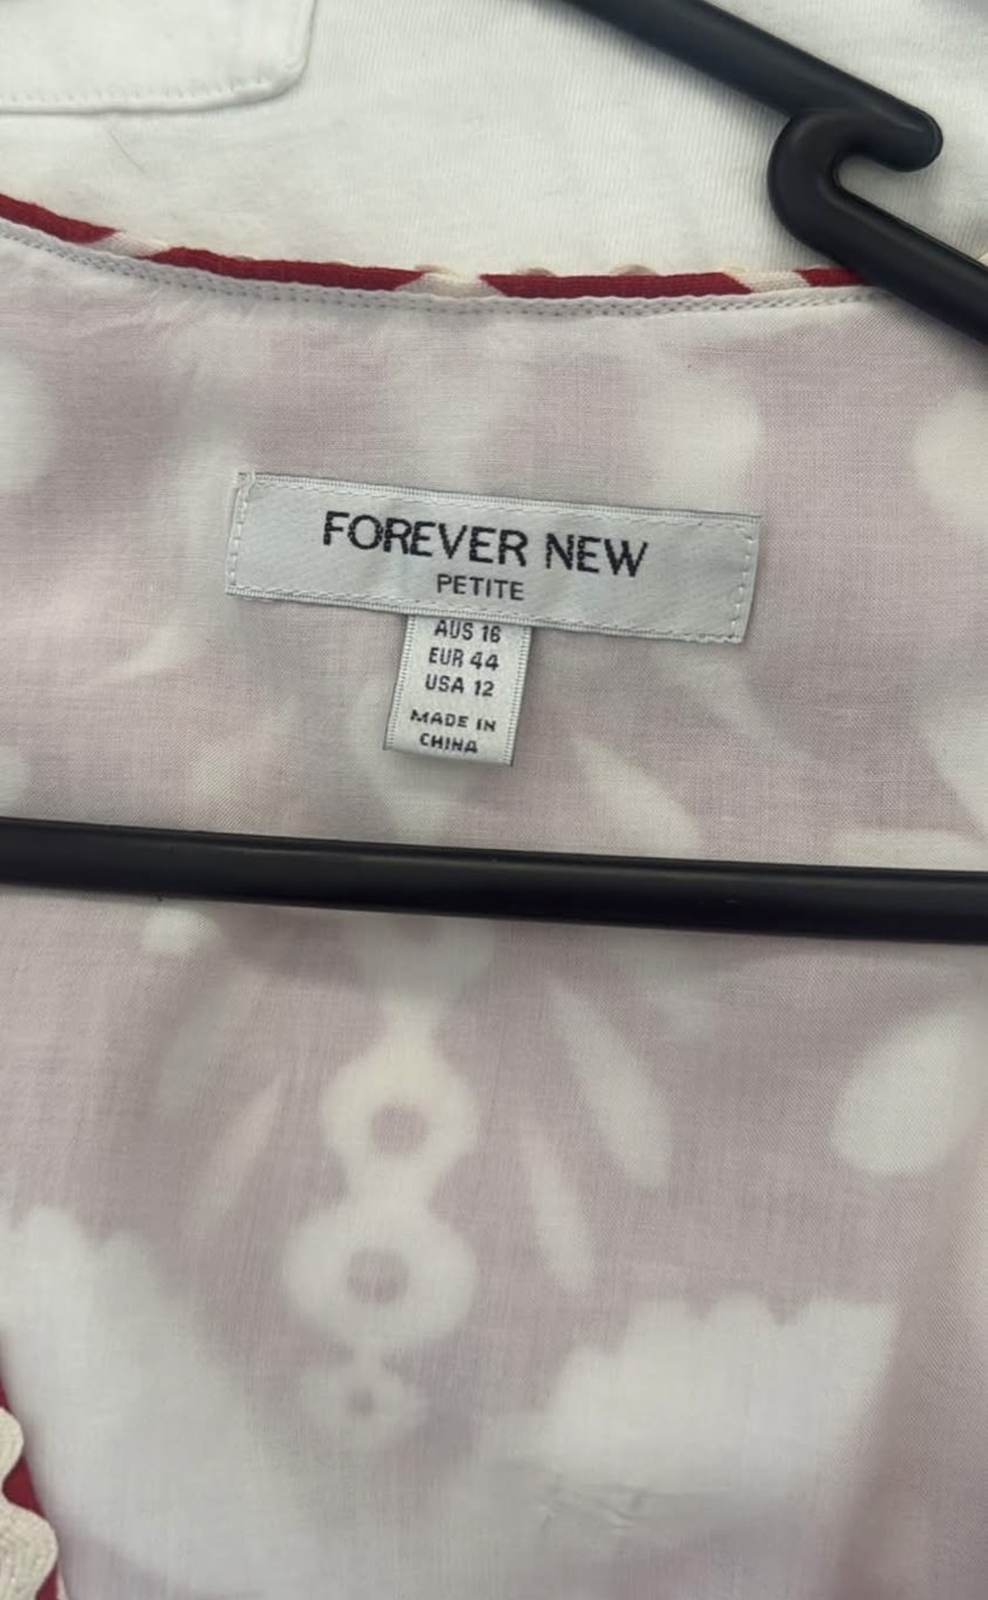 FOREVER NEW
PETITE
AUS 16
EUR 44
USA 12
MADE IN
CHINA